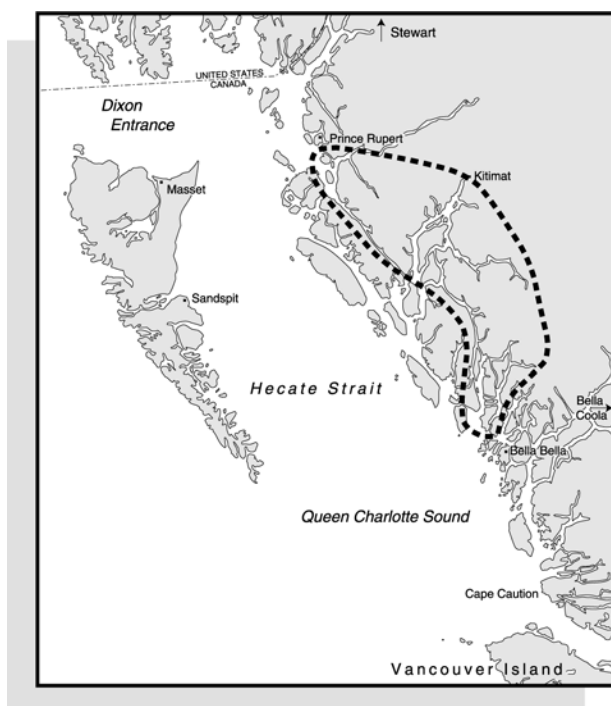 Stewart
UNITED STATES
CANADA
Dixon
Entrance
Prince Rupert
Masset
Kitimat
Sandspit
Hecate Strait
Bella
Coola
Bella Bella
Queen Charlotte Sound
Cape Caution
Vancouver Island